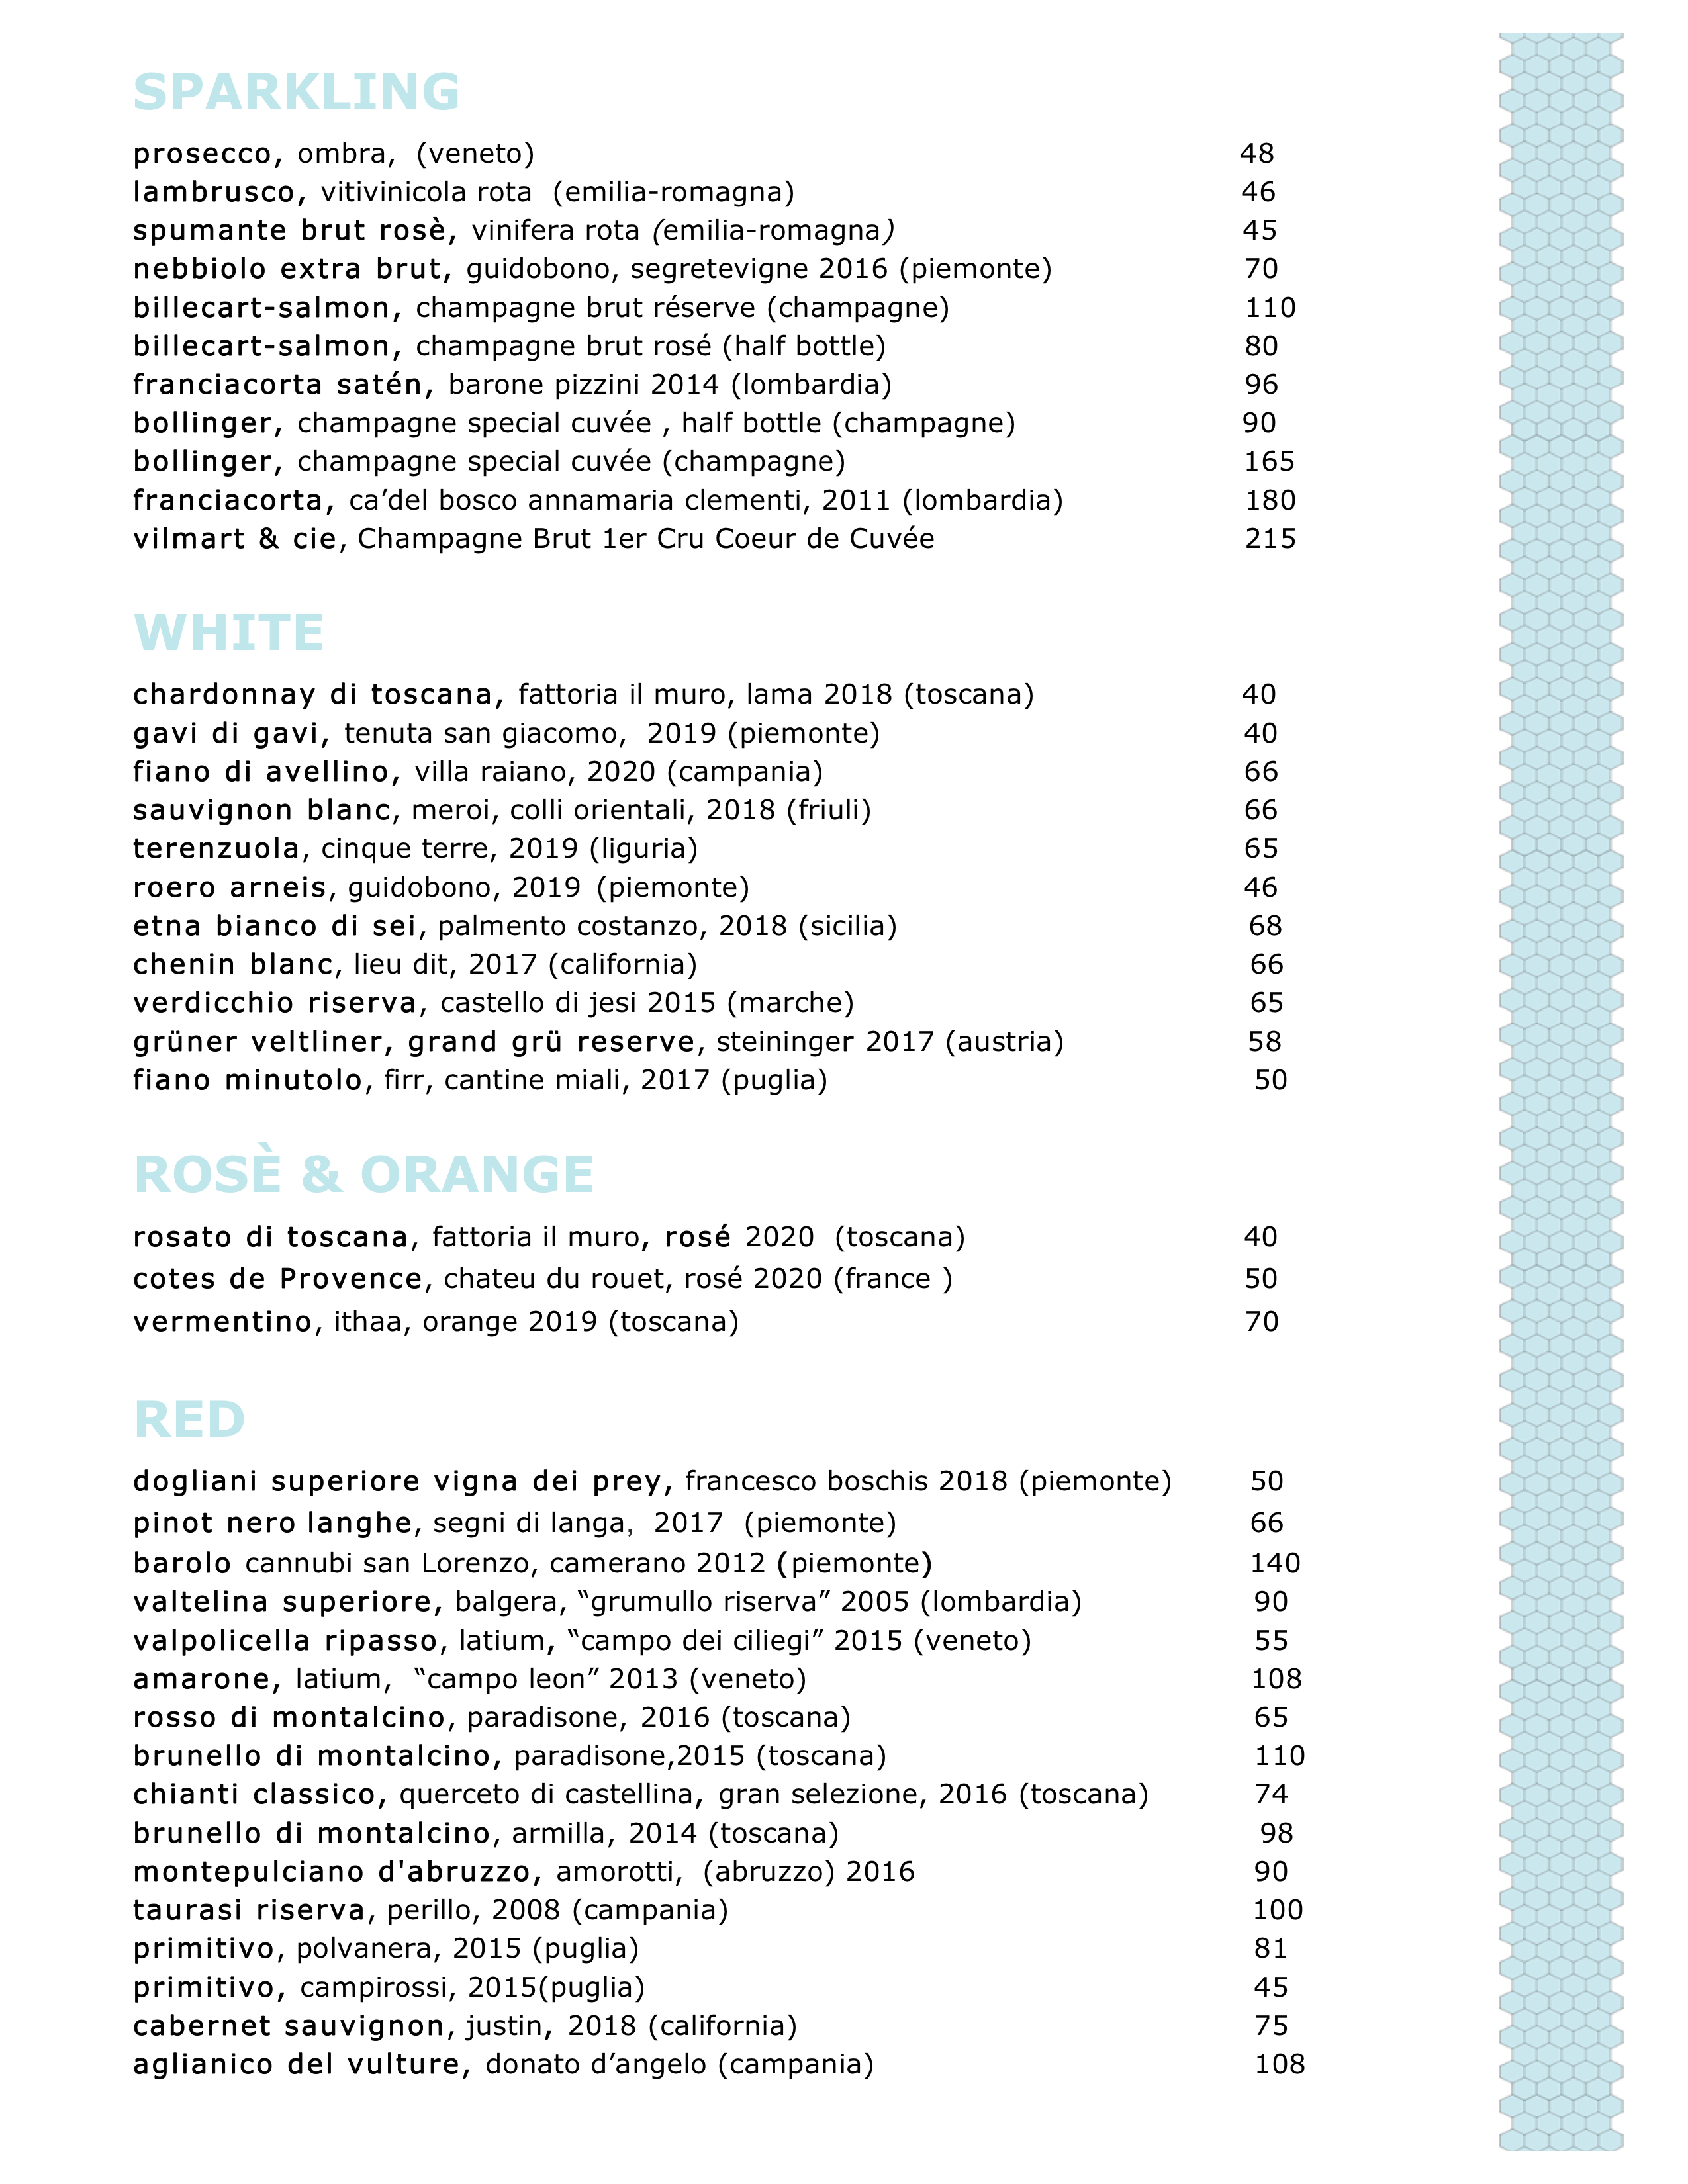 SPARKLING
prosecco, ombra, (veneto) 48
lambrusco, vitivinicola rota (emilia-romagna) 46
spumante brut rosè, vinifera rota (emilia-romagna) 45
nebbiolo extra brut, guidobono, segretevigne 2016 (piemonte) 70
billecart-salmon, champagne brut réserve (champagne) 110
billecart-salmon, champagne brut rosé (half bottle) 80
franciacorta satén, barone pizzini 2014 (lombardia) 96
bollinger, champagne special cuvée , half bottle (champagne) 90
bollinger, champagne special cuvée (champagne) 165
franciacorta, ca’del bosco annamaria clementi, 2011 (lombardia) 180
vilmart & cie, Champagne Brut 1er Cru Coeur de Cuvée 215
WHITE
chardonnay di toscana, fattoria il muro, lama 2018 (toscana) 40
gavi di gavi, tenuta san giacomo, 2019 (piemonte) 40
fiano di avellino, villa raiano, 2020 (campania) 66
sauvignon blanc, meroi, colli orientali, 2018 (friuli) 66
terenzuola, cinque terre, 2019 (liguria) 65
roero arneis, guidobono, 2019 (piemonte) 46
etna bianco di sei, palmento costanzo, 2018 (sicilia) 68
chenin blanc, lieu dit, 2017 (california) 66
verdicchio riserva, castello di jesi 2015 (marche) 65
grüner veltliner, grand grü reserve, steininger 2017 (austria) 58
fiano minutolo, firr, cantine miali, 2017 (puglia) 50
ROSÈ & ORANGE
rosato di toscana, fattoria il muro, rosé 2020 (toscana) 40
cotes de Provence, chateu du rouet, rosé 2020 (france ) 50
vermentino, ithaa, orange 2019 (toscana) 70
RED
dogliani superiore vigna dei prey, francesco boschis 2018 (piemonte) 50
pinot nero langhe, segni di langa, 2017 (piemonte) 66
barolo cannubi san Lorenzo, camerano 2012 (piemonte) 140
valtelina superiore, balgera, “grumullo riserva” 2005 (lombardia) 90
valpolicella ripasso, latium, “campo dei ciliegi” 2015 (veneto) 55
amarone, latium, “campo leon” 2013 (veneto) 108
rosso di montalcino, paradisone, 2016 (toscana) 65
brunello di montalcino, paradisone,2015 (toscana) 110
chianti classico, querceto di castellina, gran selezione, 2016 (toscana) 74
brunello di montalcino, armilla, 2014 (toscana) 98
montepulciano d'abruzzo, amorotti, (abruzzo) 2016 90
taurasi riserva, perillo, 2008 (campania) 100
primitivo, polvanera, 2015 (puglia) 81
primitivo, campirossi, 2015(puglia) 45
cabernet sauvignon, justin, 2018 (california) 75
aglianico del vulture, donato d’angelo (campania) 108